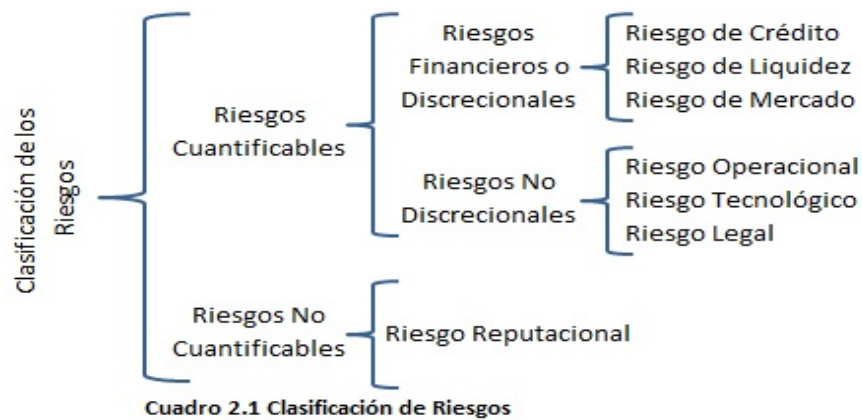 Clasificación de los
Riesgos
Riesgos
Cuantificables
Riesgos
Financieros o
Discrecionales
Riesgo de Crédito
Riesgo de Liquidez
Riesgo de Mercado
Riesgos No
Discrecionales
Riesgo Operacional
Riesgo Tecnológico
Riesgo Legal
Riesgos No
Cuantificables
Riesgo Reputacional
Cuadro 2.1 Clasificación de Riesgos